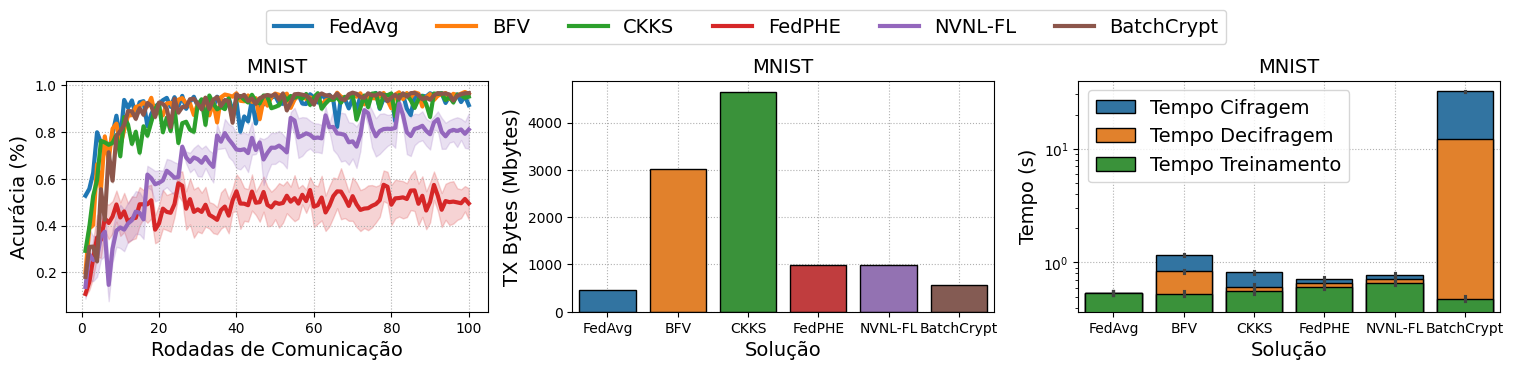 FedAvg BFV CKKS FedPHE NVNL-FL BatchCrypt
MNIST
Acurácia (%)
1.0
0.8
0.6
0.4
0.2
0 20 40 60 80 100
Rodadas de Comunicação
MNIST
TX Bytes (Mbytes)
4000
3000
2000
1000
0
FedAvg BFV CKKS FedPHE NVNL-FL BatchCrypt
Solução
MNIST
Tempo (s)
Tempo Cifragem
Tempo Decifragem
Tempo Treinamento
10¹
10⁰
FedAvg BFV CKKS FedPHE NVNL-FL BatchCrypt
Solução